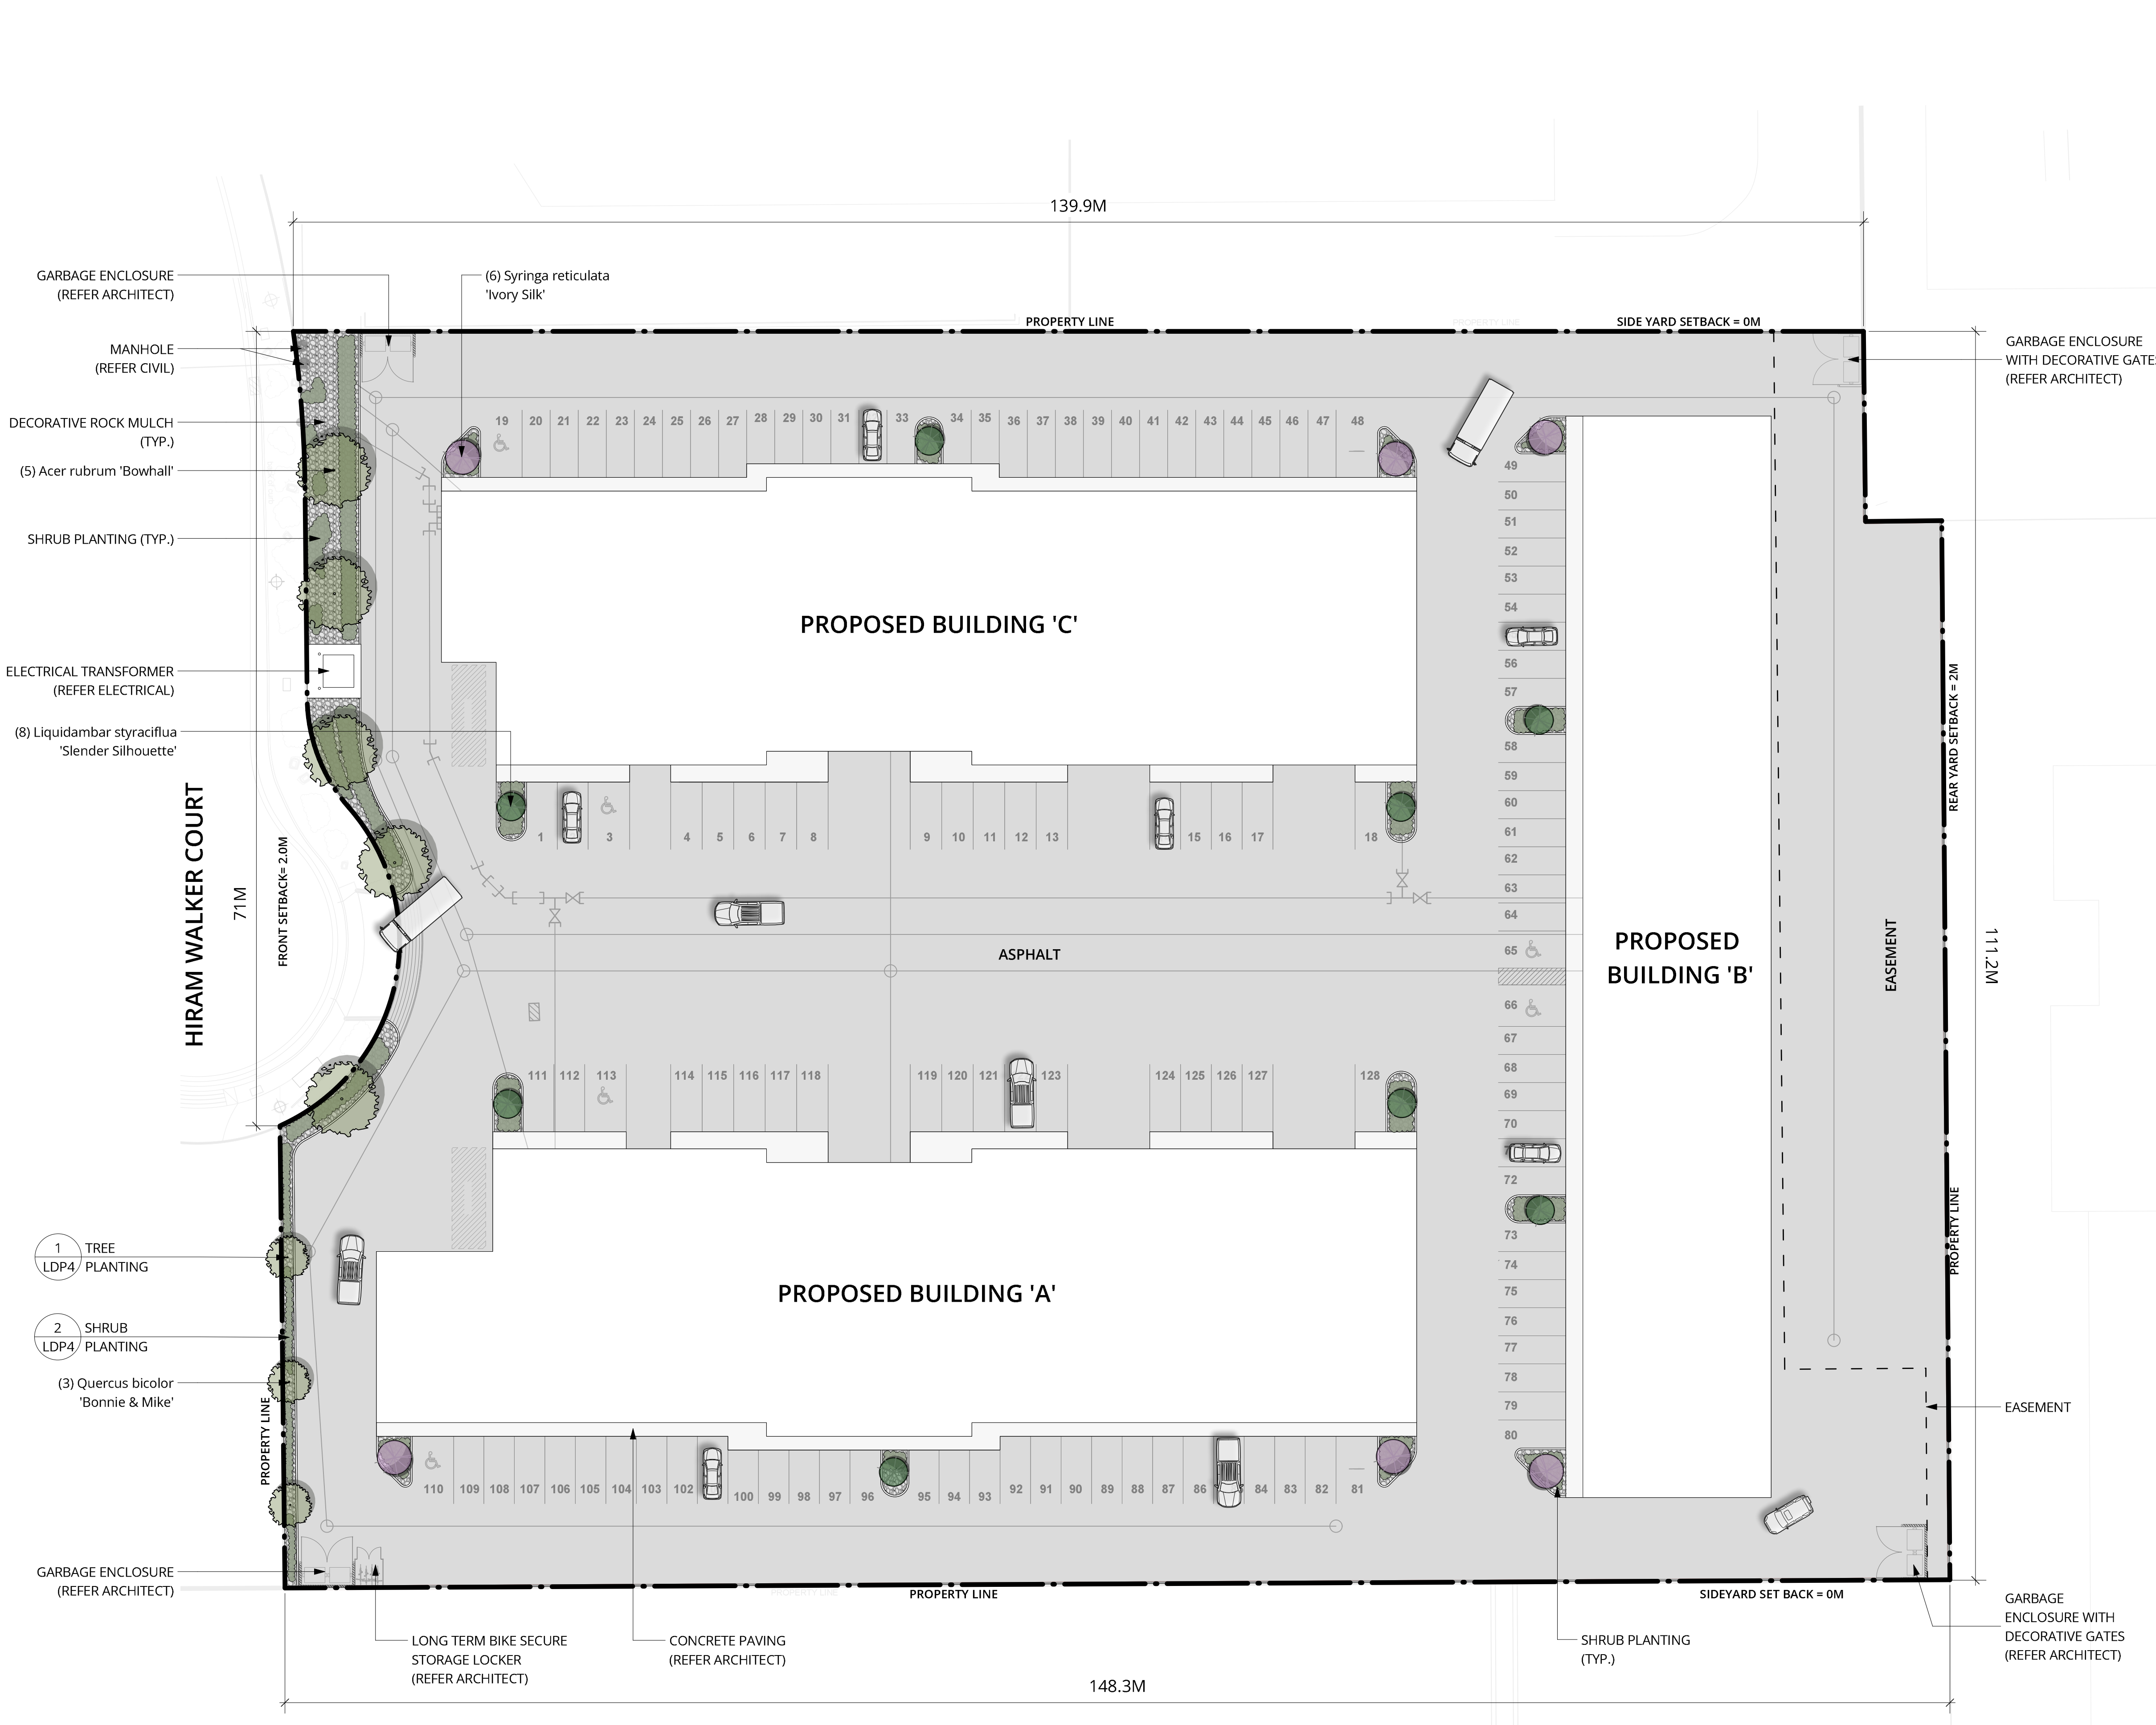 139.9M
GARBAGE ENCLOSURE
(REFER ARCHITECT)
(6) Syringa reticulata
'Ivory Silk'
PROPERTY LINE
PROPERTY LINE
SIDE YARD SETBACK = 0M
MANHOLE
(REFER CIVIL)
GARBAGE ENCLOSURE
WITH DECORATIVE GATE
(REFER ARCHITECT)
DECORATIVE ROCK MULCH
(TYP.)
19 20 21 22 23 24 25 26 27 28 29 30 31 33 34 35 36 37 38 39 40 41 42 43 44 45 46 47 48
(5) Acer rubrum 'Bowhall'
49
50
51
52
53
54
56
57
58
59
60
61
62
63
64
65
66
67
68
69
70
72
73
74
75
76
77
78
79
80
SHRUB PLANTING (TYP.)
PROPOSED BUILDING 'C'
ELECTRICAL TRANSFORMER
(REFER ELECTRICAL)
(8) Liquidambar styraciflua
'Slender Silhouette'
REAR YARD SETBACK = 2M
1 3 4 5 6 7 8 9 10 11 12 13 15 16 17 18
HIRAM WALKER COURT
71M
FRONT SETBACK= 2.0M
ASPHALT
PROPOSED
BUILDING 'B'
EASEMENT
111.2M
111 112 113 114 115 116 117 118 119 120 121 123 124 125 126 127 128
PROPERTY LINE
1
LDP4
TREE
PLANTING
PROPOSED BUILDING 'A'
2
LDP4
SHRUB
PLANTING
(3) Quercus bicolor
'Bonnie & Mike'
PROPERTY LINE
EASEMENT
110 109 108 107 106 105 104 103 102 100 99 98 97 96 95 94 93 92 91 90 89 88 87 86 84 83 82 81
GARBAGE ENCLOSURE
(REFER ARCHITECT)
PROPERTY LINE
SIDEYARD SET BACK = 0M
GARBAGE
ENCLOSURE WITH
DECORATIVE GATES
(REFER ARCHITECT)
LONG TERM BIKE SECURE
STORAGE LOCKER
(REFER ARCHITECT)
CONCRETE PAVING
(REFER ARCHITECT)
SHRUB PLANTING
(TYP.)
148.3M